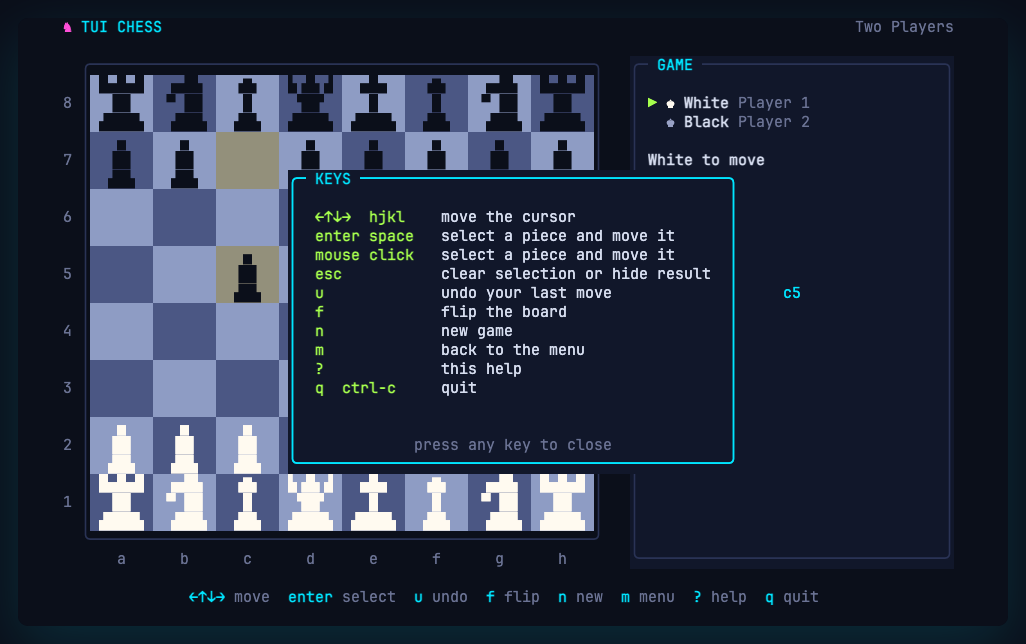 TUI CHESS Two Players
GAME
8
White Player 1
Black Player 2
7 White to move
KEYS
6 ←↑↓→ hjkl move the cursor
enter space select a piece and move it
mouse click select a piece and move it
5 esc clear selection or hide result
u undo your last move c5
f flip the board
4 n new game
m back to the menu
? this help
3 q ctrl-c quit
2 press any key to close
1
a b c d e f g h
←↑↓→ move enter select u undo f flip n new m menu ? help q quit